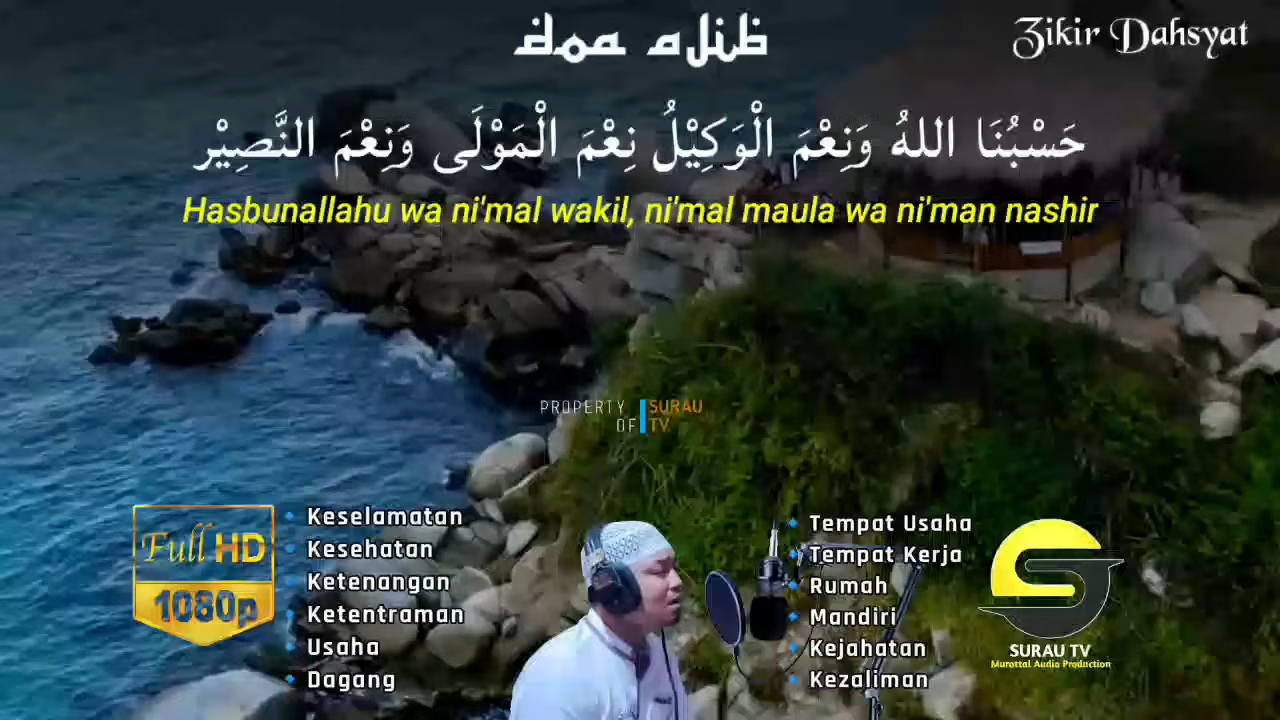 doa ajib
Zikir Dahsyat
حَسْبُنَا اللهُ وَنِعْمَ الْوَكِيْلُ نِعْمَ الْمَوْلَى وَنِعْمَ النَّصِيْر
Hasbunallahu wa ni'mal wakil, ni'mal maula wa ni'man nashir
PROPERTY OF
SURAU TV
Full HD
1080p
Keselamatan
Kesehatan
Ketenangan
Ketentraman
Usaha
Dagang
Tempat Usaha
Tempat Kerja
Rumah
Mandiri
Kejahatan
Kezaliman
SURAU TV
Murottal Audio Production